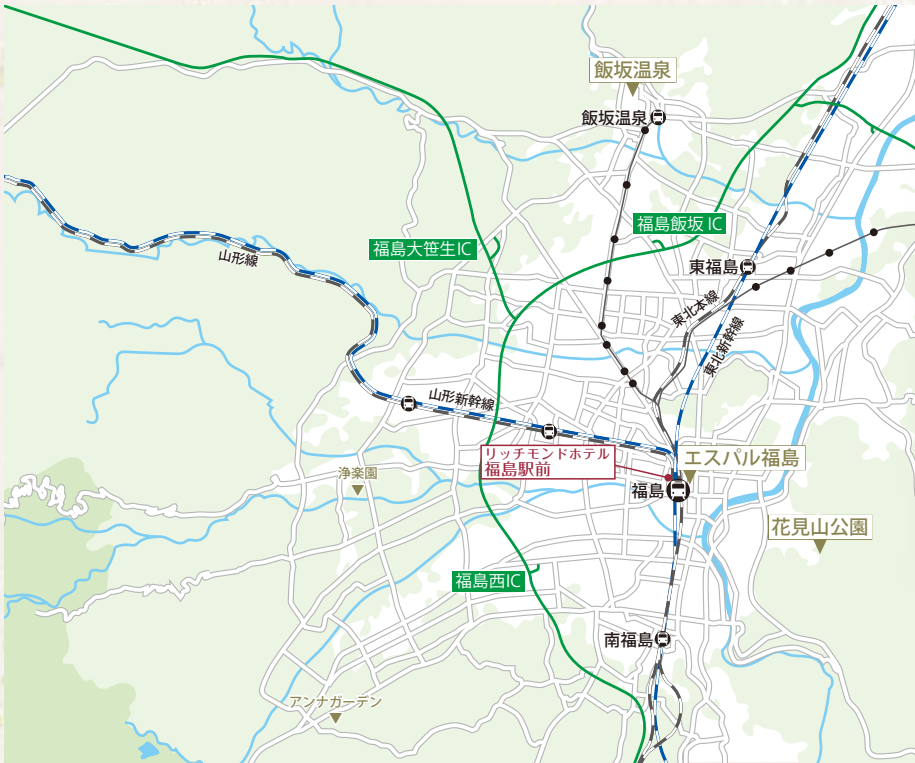 飯坂温泉
飯坂温泉
福島飯坂 IC
福島大笹生IC
山形線
東福島
東北本線
東北新幹線
山形新幹線
リッチモンドホテル
福島駅前
エスパル福島
浄楽園
福島
花見山公園
福島西IC
南福島
アンナガーデン